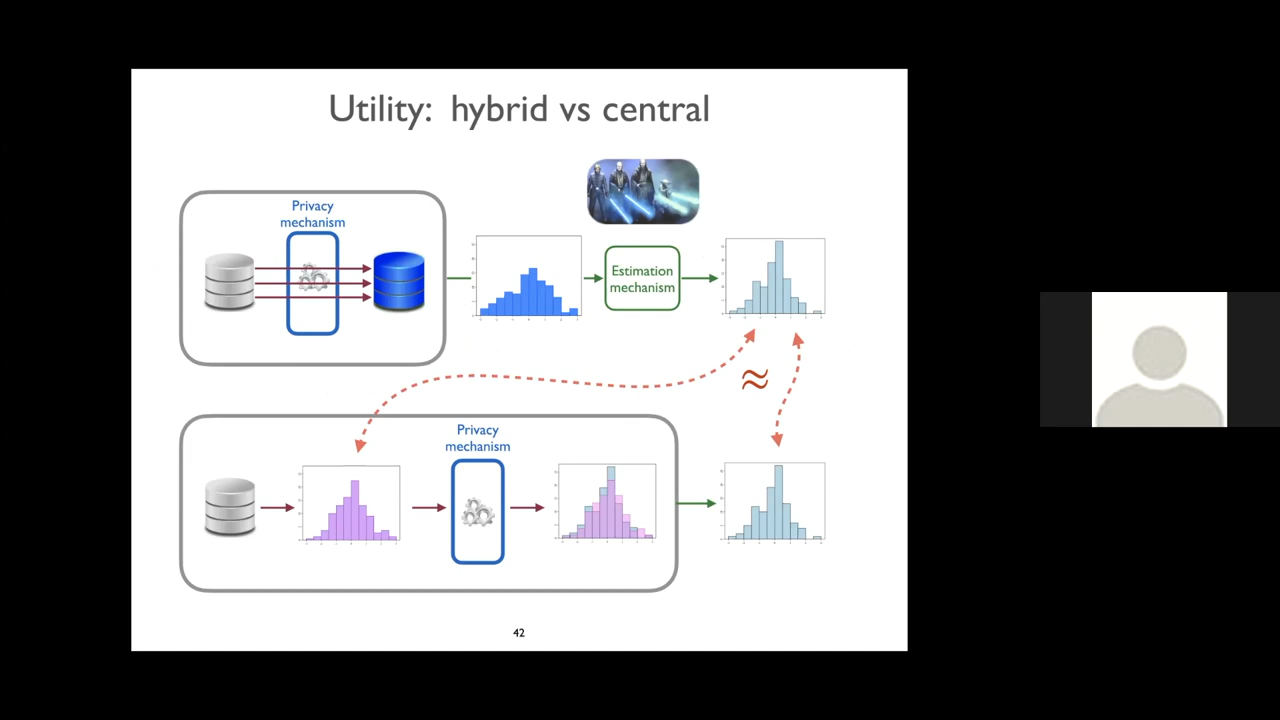 Utility: hybrid vs central
Privacy
mechanism
Estimation
mechanism
≈
Privacy
mechanism
42